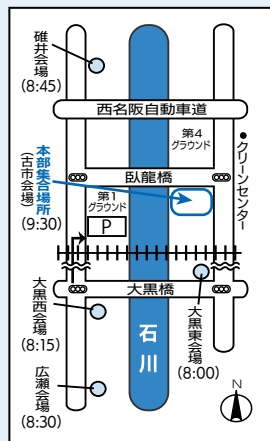 碓井会場
(8:45)
西名阪自動車道
第4
グラウンド
クリーンセンター
臥龍橋
本部集合場所
(古市会場)
(9:30)
第1
グラウンド
P
大黒橋
石川
大黒西会場
(8:15)
大黒東会場
(8:00)
広瀬会場
(8:30)
N